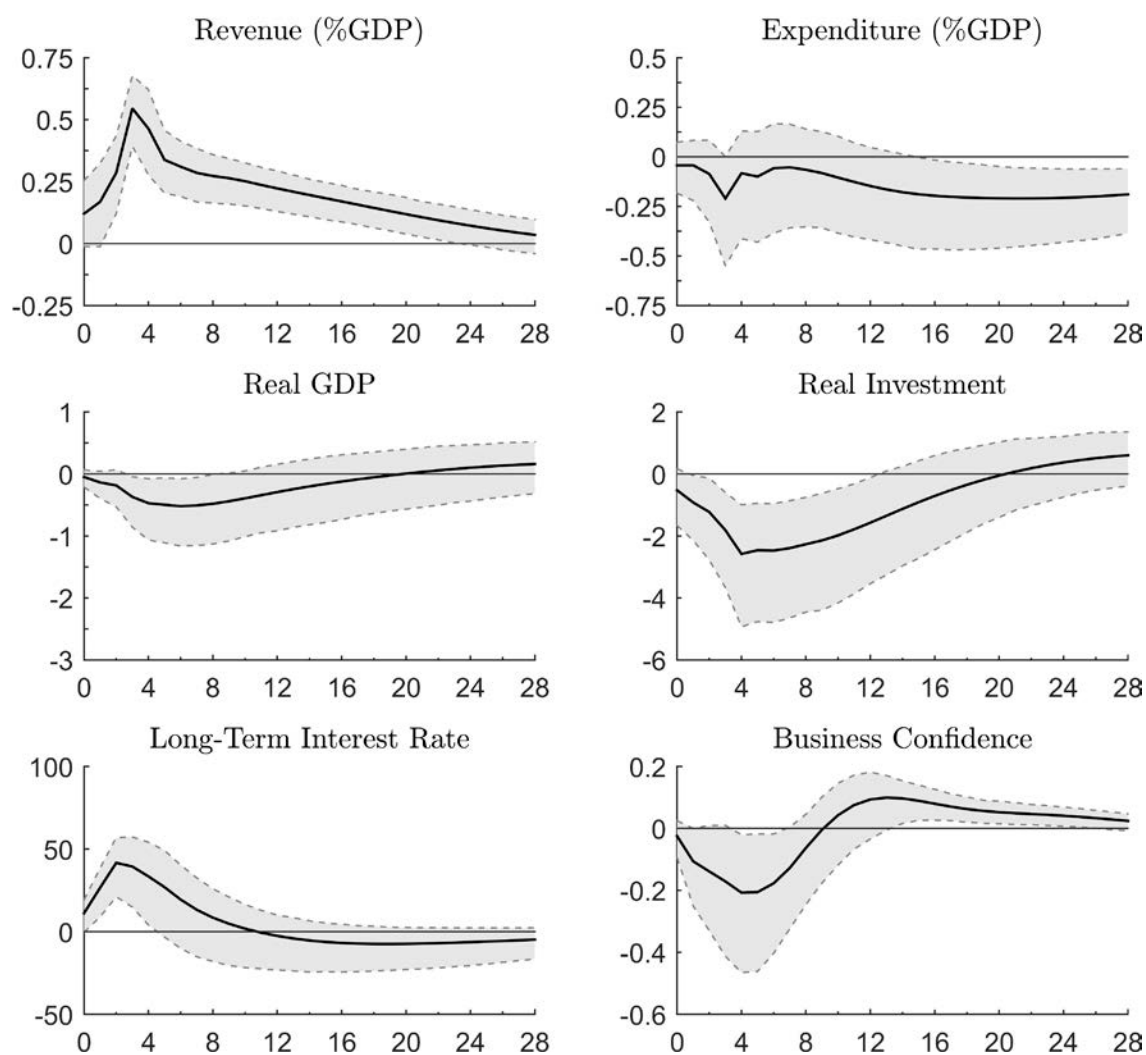 Revenue (%GDP)
Expenditure (%GDP)
0.75
0.5
0.25
0
-0.25
0 4 8 12 16 20 24 28
0.5
0.25
0
-0.25
-0.5
-0.75
0 4 8 12 16 20 24 28
Real GDP
Real Investment
1
0
-1
-2
-3
0 4 8 12 16 20 24 28
2
0
-2
-4
-6
0 4 8 12 16 20 24 28
Long-Term Interest Rate
Business Confidence
100
50
0
-50
0 4 8 12 16 20 24 28
0.2
0
-0.2
-0.4
-0.6
0 4 8 12 16 20 24 28